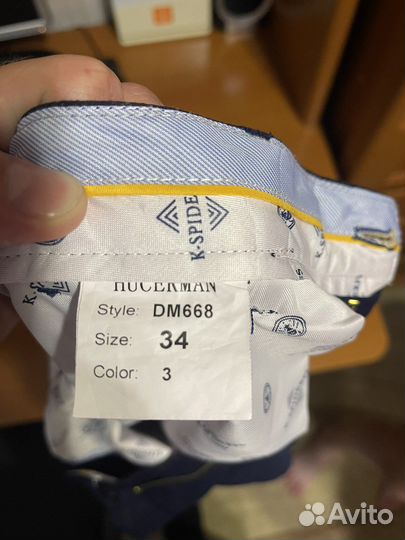 K-SPIDE
HUCERMAN
Style: DM668
Size: 34
Color: 3
Avito